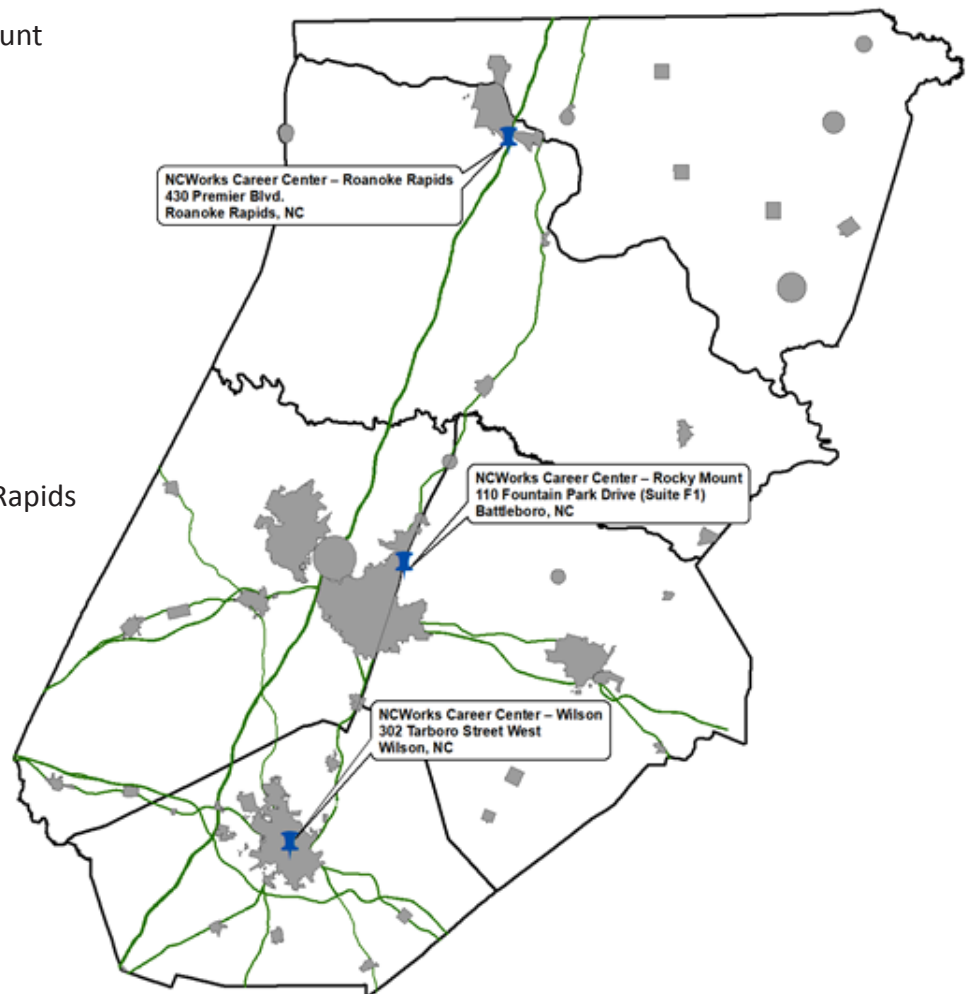 unt
NCWorks Career Center – Roanoke Rapids
430 Premier Blvd.
Roanoke Rapids, NC
NCWorks Career Center – Rocky Mount
110 Fountain Park Drive (Suite F1)
Battleboro, NC
Rapids
NCWorks Career Center – Wilson
302 Tarboro Street West
Wilson, NC